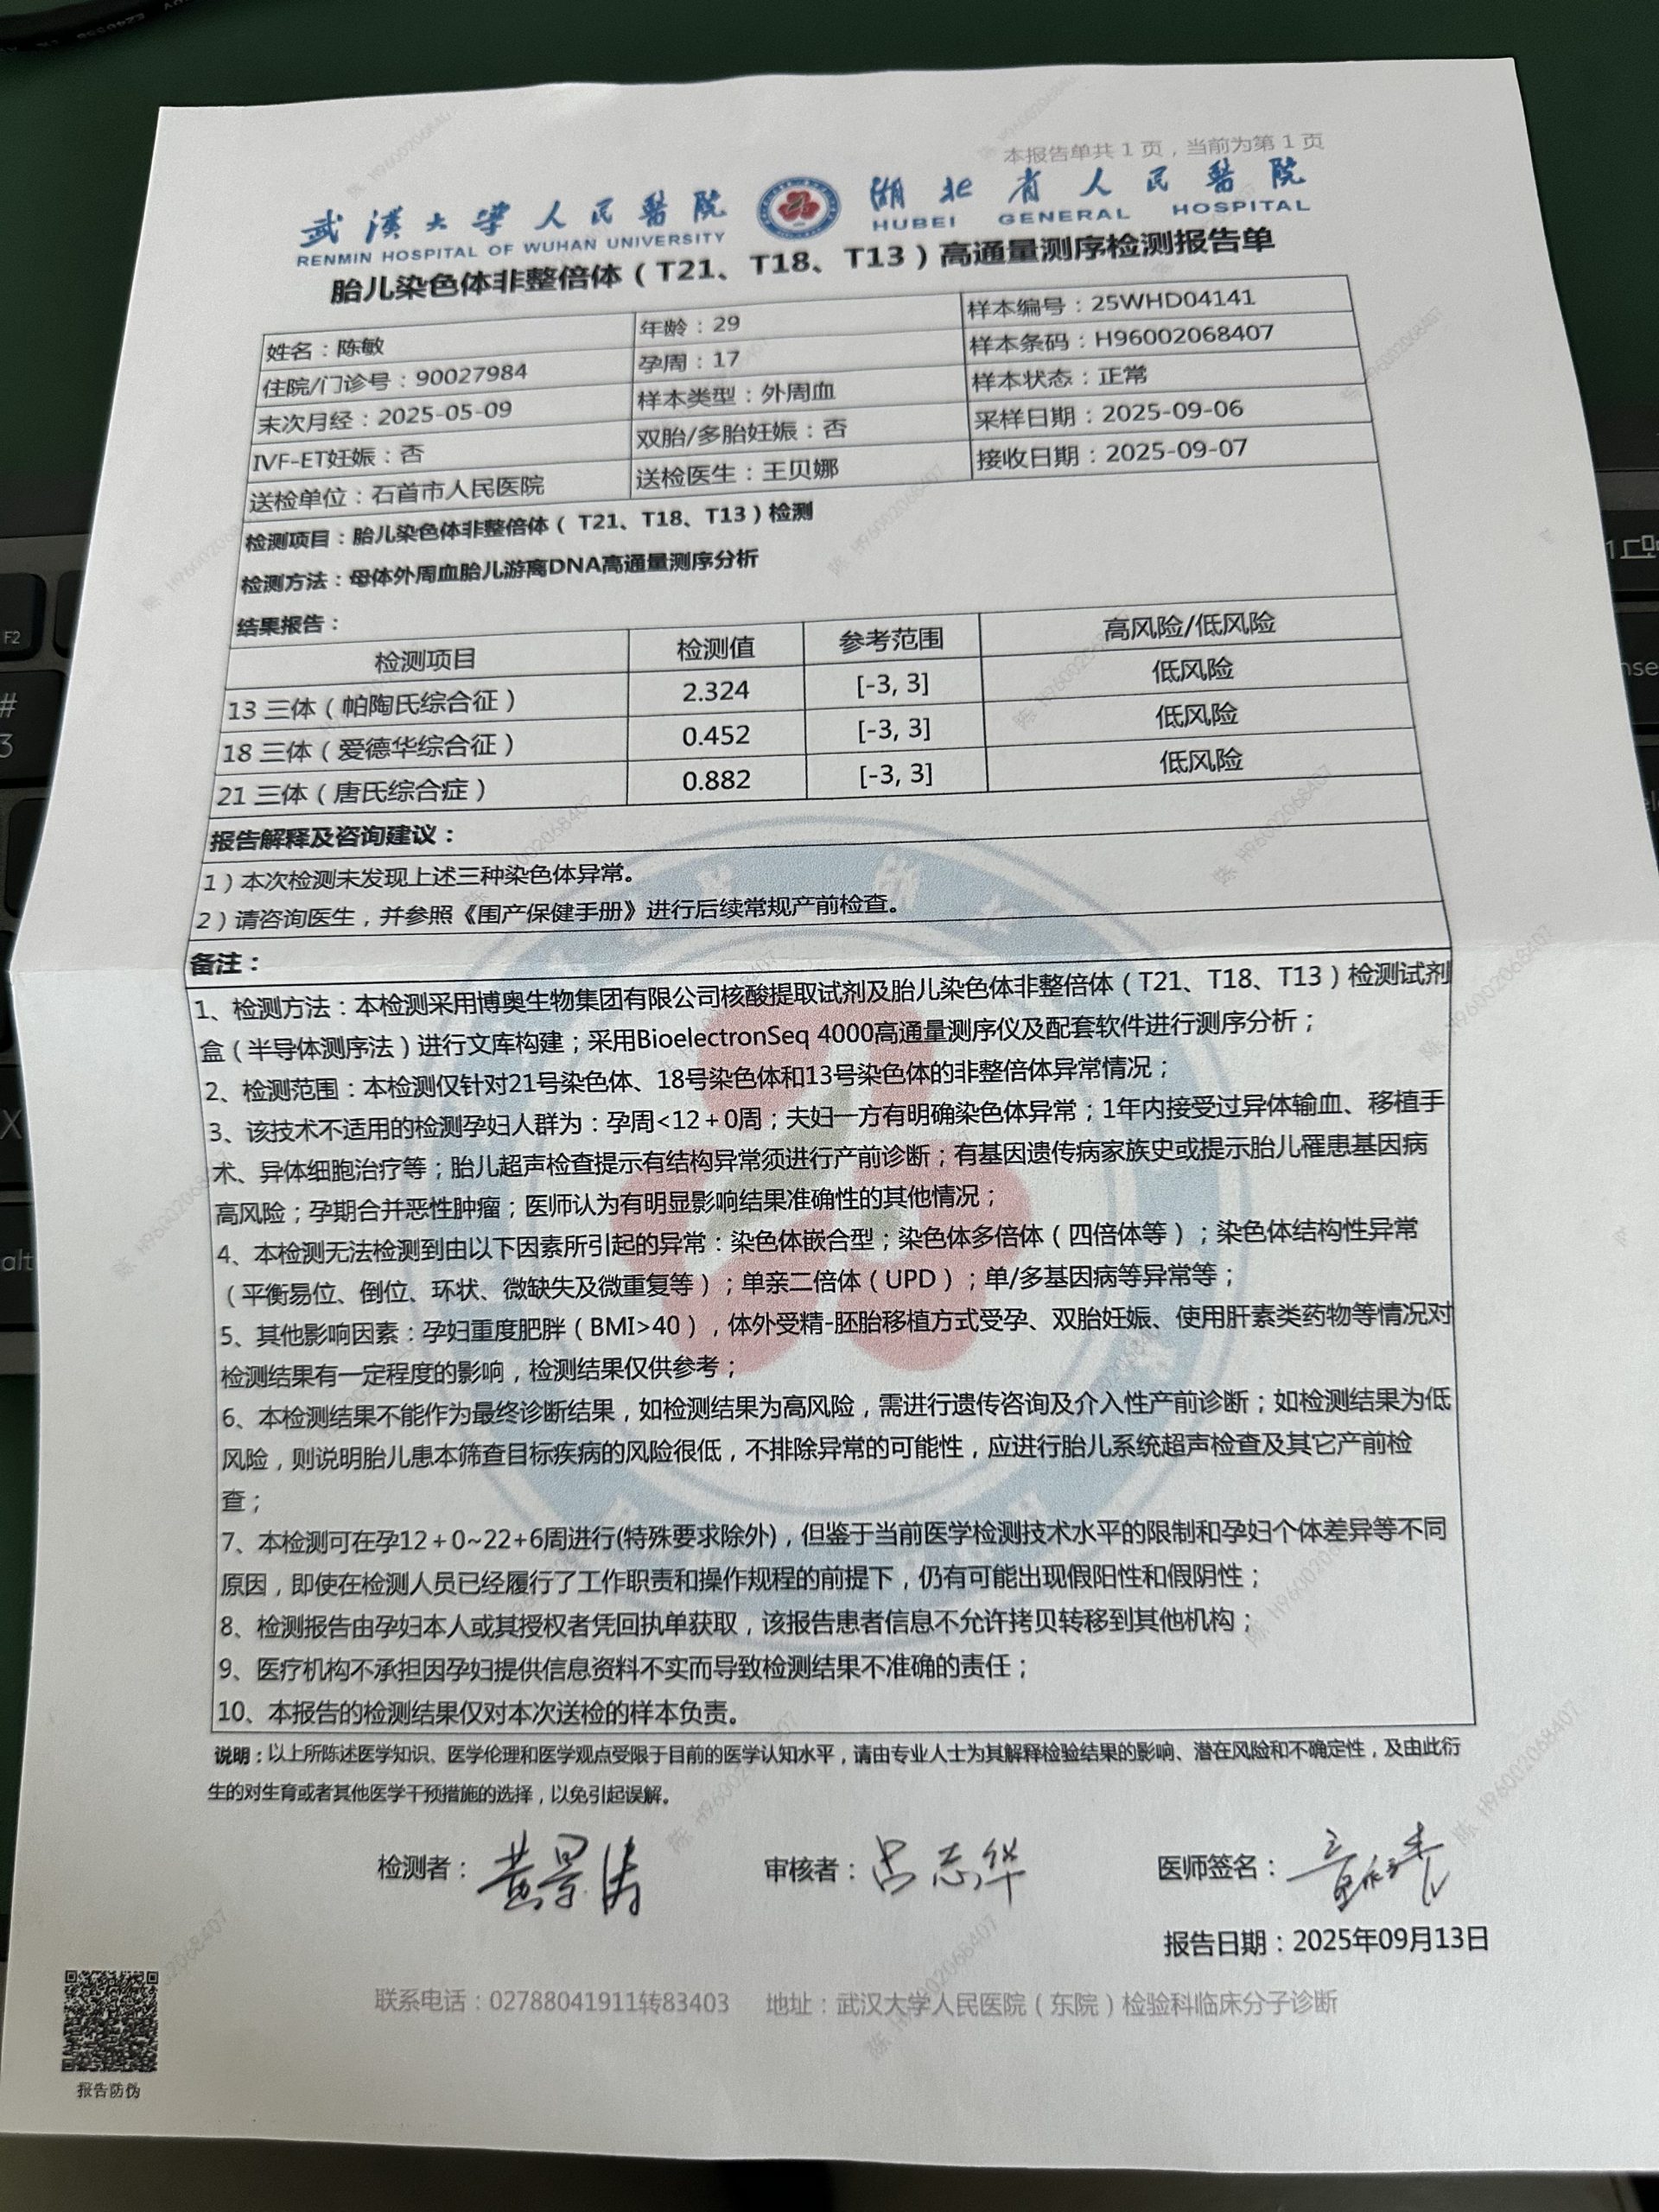 本报告单共 1 页，当前为第 1 页
武漢大学人民醫院 湖北省人民醫院
RENMIN HOSPITAL OF WUHAN UNIVERSITY HUBEI GENERAL HOSPITAL
胎儿染色体非整倍体（T21、T18、T13）高通量测序检测报告单
姓名：陈敏 年龄：29 样本编号：25WHD04141
住院/门诊号：90027984 孕周：17 样本条码：H96002068407
末次月经：2025-05-09 样本类型：外周血 样本状态：正常
IVF-ET妊娠：否 双胎/多胎妊娠：否 采样日期：2025-09-06
送检单位：石首市人民医院 送检医生：王贝娜 接收日期：2025-09-07
检测项目：胎儿染色体非整倍体（ T21、T18、T13）检测
检测方法：母体外周血胎儿游离DNA高通量测序分析
结果报告：
检测项目 检测值 参考范围 高风险/低风险
13 三体（帕陶氏综合征） 2.324 [-3, 3] 低风险
18 三体（爱德华综合征） 0.452 [-3, 3] 低风险
21 三体（唐氏综合症） 0.882 [-3, 3] 低风险
报告解释及咨询建议：
1）本次检测未发现上述三种染色体异常。
2）请咨询医生，并参照《围产保健手册》进行后续常规产前检查。
备注：
1、检测方法：本检测采用博奥生物集团有限公司核酸提取试剂及胎儿染色体非整倍体（T21、T18、T13）检测试剂
盒（半导体测序法）进行文库构建；采用BioelectronSeq 4000高通量测序仪及配套软件进行测序分析；
2、检测范围：本检测仅针对21号染色体、18号染色体和13号染色体的非整倍体异常情况；
3、该技术不适用的检测孕妇人群为：孕周<12+0周；夫妇一方有明确染色体异常；1年内接受过异体输血、移植手
术、异体细胞治疗等；胎儿超声检查提示有结构异常须进行产前诊断；有基因遗传病家族史或提示胎儿罹患基因病
高风险；孕期合并恶性肿瘤；医师认为有明显影响结果准确性的其他情况；
4、本检测无法检测到由以下因素所引起的异常：染色体嵌合型；染色体多倍体（四倍体等）；染色体结构性异常
（平衡易位、倒位、环状、微缺失及微重复等）；单亲二倍体（UPD）；单/多基因病等异常等；
5、其他影响因素：孕妇重度肥胖（BMI>40），体外受精-胚胎移植方式受孕、双胎妊娠、使用肝素类药物等情况对
检测结果有一定程度的影响，检测结果仅供参考；
6、本检测结果不能作为最终诊断结果，如检测结果为高风险，需进行遗传咨询及介入性产前诊断；如检测结果为低
风险，则说明胎儿患本筛查目标疾病的风险很低，不排除异常的可能性，应进行胎儿系统超声检查及其它产前检
查；
7、本检测可在孕12+0~22+6周进行(特殊要求除外)，但鉴于当前医学检测技术水平的限制和孕妇个体差异等不同
原因，即使在检测人员已经履行了工作职责和操作规程的前提下，仍有可能出现假阳性和假阴性；
8、检测报告由孕妇本人或其授权者凭回执单获取，该报告患者信息不允许拷贝转移到其他机构；
9、医疗机构不承担因孕妇提供信息资料不实而导致检测结果不准确的责任；
10、本报告的检测结果仅对本次送检的样本负责。
说明：以上所陈述医学知识、医学伦理和医学观点受限于目前的医学认知水平，请由专业人士为其解释检验结果的影响、潜在风险和不确定性，及由此衍
生的对生育或者其他医学干预措施的选择，以免引起误解。
检测者：黄景涛 审核者：占志华 医师签名：
报告日期：2025年09月13日
联系电话：02788041911转83403 地址：武汉大学人民医院（东院）检验科临床分子诊断
报告防伪